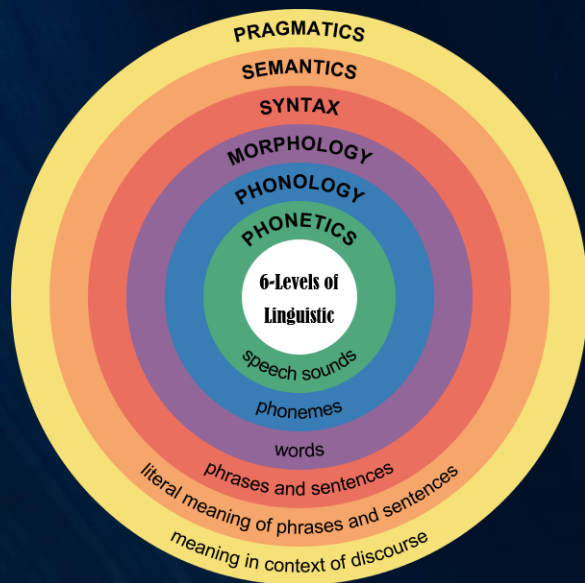 PRAGMATICS
SEMANTICS
SYNTAX
MORPHOLOGY
PHONOLOGY
PHONETICS
6-Levels of
Linguistic
speech sounds
phonemes
words
phrases and sentences
literal meaning of phrases and sentences
meaning in context of discourse